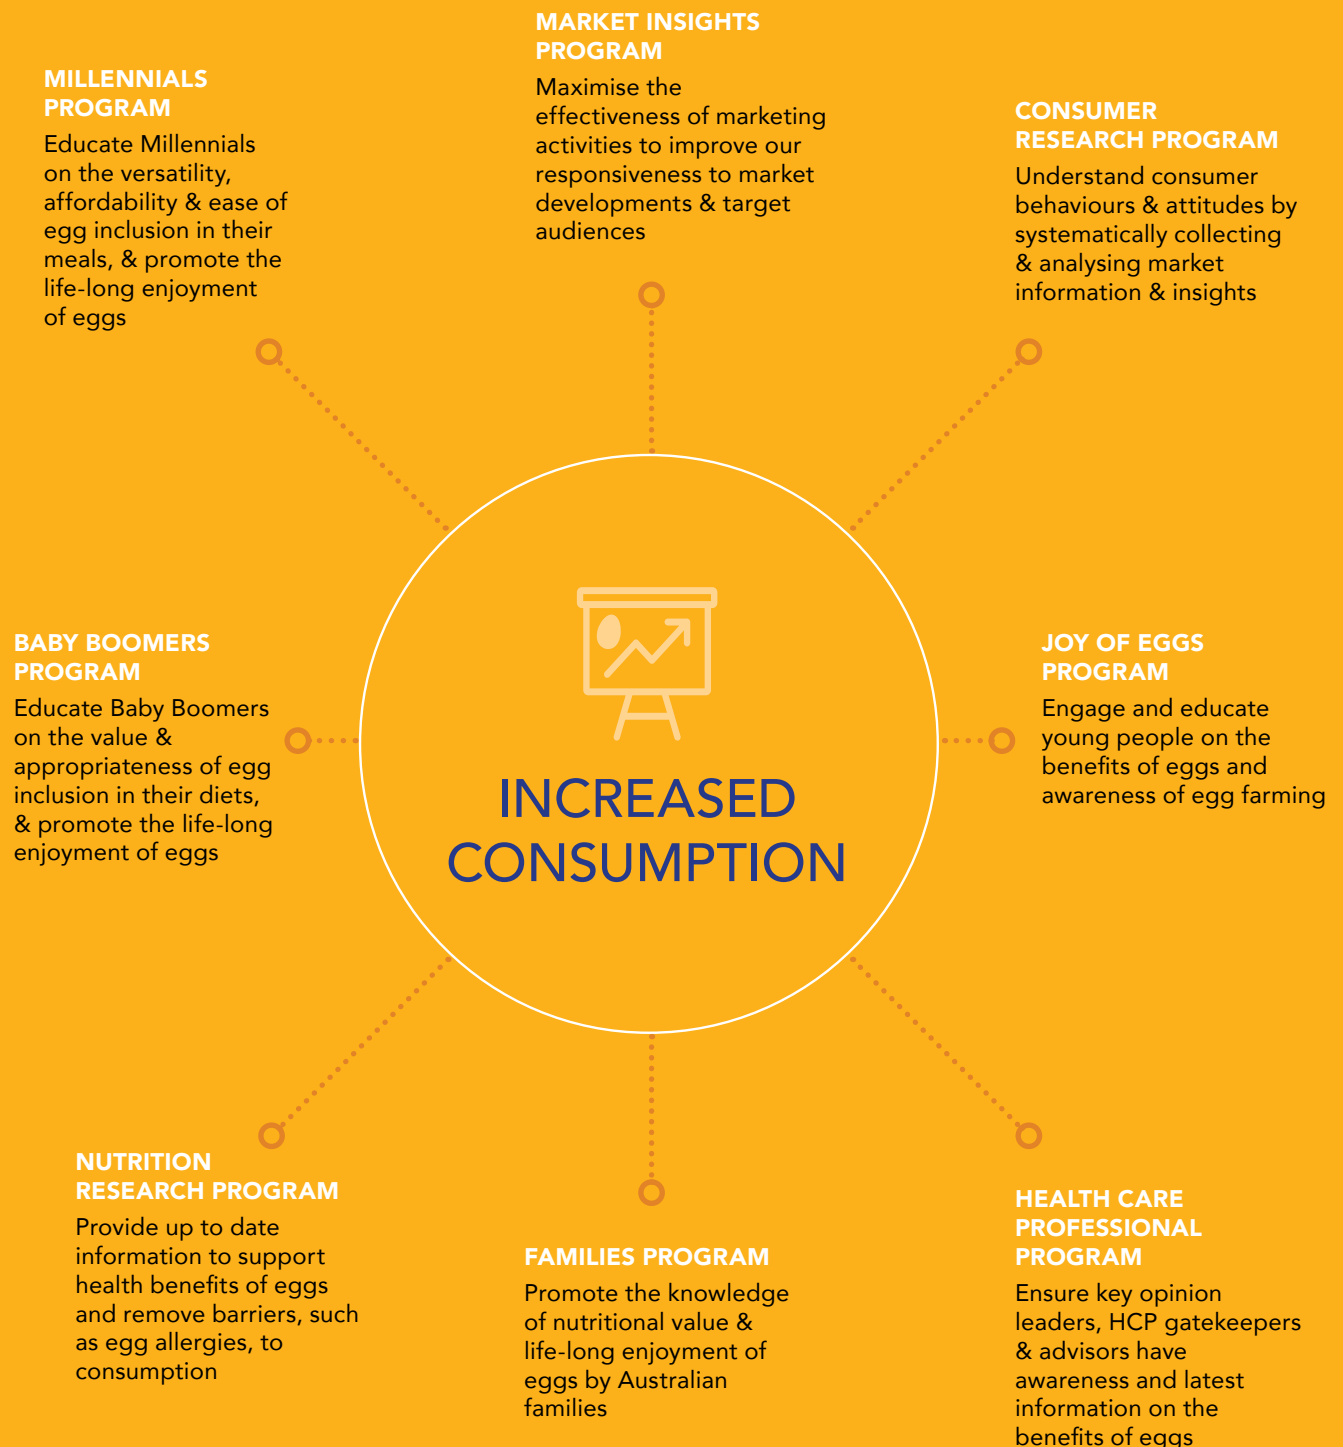 MARKET INSIGHTS
PROGRAM
Maximise the
effectiveness of marketing
activities to improve our
responsiveness to market
developments & target
audiences
MILLENNIALS
PROGRAM
Educate Millennials
on the versatility,
affordability & ease of
egg inclusion in their
meals, & promote the
life-long enjoyment
of eggs
CONSUMER
RESEARCH PROGRAM
Understand consumer
behaviours & attitudes by
systematically collecting
& analysing market
information & insights
BABY BOOMERS
PROGRAM
Educate Baby Boomers
on the value &
appropriateness of egg
inclusion in their diets,
& promote the life-long
enjoyment of eggs
INCREASED
CONSUMPTION
JOY OF EGGS
PROGRAM
Engage and educate
young people on the
benefits of eggs and
awareness of egg farming
NUTRITION
RESEARCH PROGRAM
Provide up to date
information to support
health benefits of eggs
and remove barriers, such
as egg allergies, to
consumption
FAMILIES PROGRAM
Promote the knowledge
of nutritional value &
life-long enjoyment of
eggs by Australian
families
HEALTH CARE
PROFESSIONAL
PROGRAM
Ensure key opinion
leaders, HCP gatekeepers
& advisors have
awareness and latest
information on the
benefits of eggs